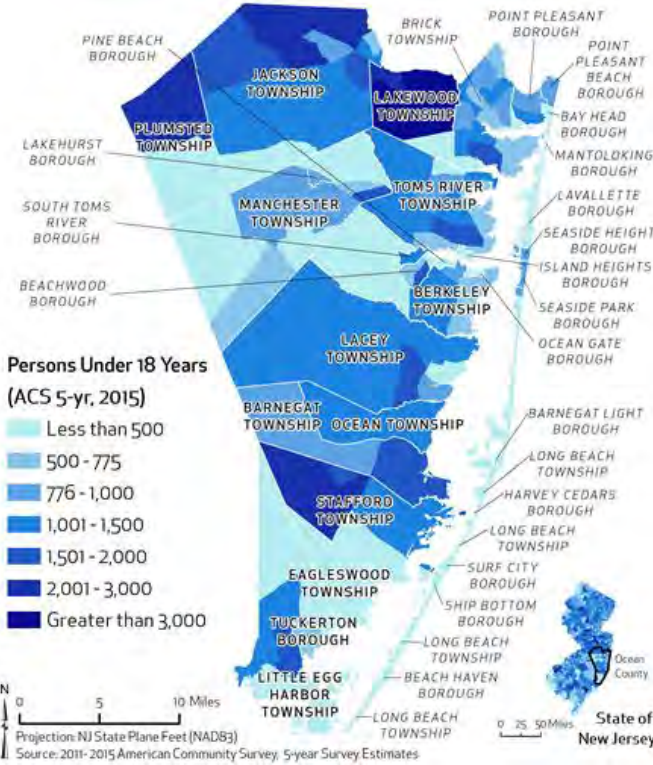 PINE BEACH
BOROUGH
BRICK
TOWNSHIP
POINT PLEASANT
BOROUGH
POINT
PLEASANT
BEACH
BOROUGH
JACKSON
TOWNSHIP
LAKEWOOD
TOWNSHIP
BAY HEAD
BOROUGH
PLUMSTED
TOWNSHIP
MANTOLOKING
BOROUGH
LAKEHURST
BOROUGH
TOMS RIVER
TOWNSHIP
MANCHESTER
TOWNSHIP
LAVALLETTE
BOROUGH
SOUTH TOMS
RIVER
BOROUGH
SEASIDE HEIGHT
BOROUGH
ISLAND HEIGHTS
BOROUGH
BEACHWOOD
BOROUGH
BERKELEY
TOWNSHIP
SEASIDE PARK
BOROUGH
OCEAN GATE
BOROUGH
LACEY
TOWNSHIP
Persons Under 18 Years
(ACS 5-yr, 2015)
Less than 500
500 - 775
776 - 1,000
1,001 - 1,500
1,501 - 2,000
2,001 - 3,000
Greater than 3,000
BARNEGAT
TOWNSHIP
OCEAN TOWNSHIP
BARNEGAT LIGHT
BOROUGH
LONG BEACH
TOWNSHIP
STAFFORD
TOWNSHIP
HARVEY CEDARS
BOROUGH
LONG BEACH
TOWNSHIP
EAGLESWOOD
TOWNSHIP
SURF CITY
BOROUGH
SHIP BOTTOM
BOROUGH
TUCKERTON
BOROUGH
LONG BEACH
TOWNSHIP
LITTLE EGG
HARBOR
TOWNSHIP
BEACH HAVEN
BOROUGH
LONG BEACH
TOWNSHIP
Ocean
County
N
0 5 10 Miles
0 25 50 Miles
State of
New Jersey
Projection: NJ State Plane Feet (NAD83)
Source: 2011- 2015 American Community Survey, 5-year Survey Estimates